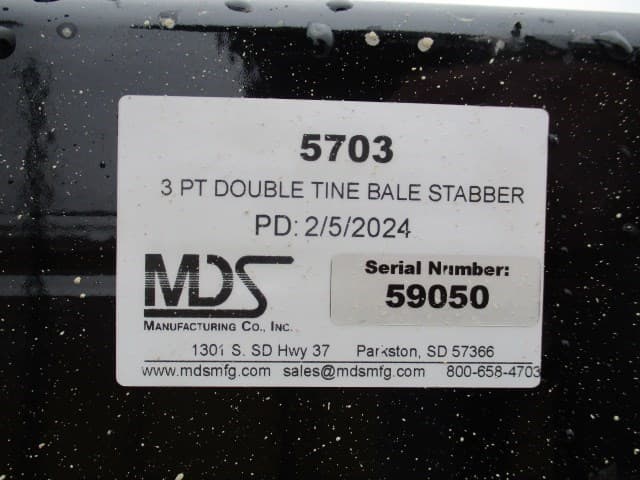 5703
3 PT DOUBLE TINE BALE STABBER
PD: 2/5/2024
MDS
MANUFACTURING CO., INC.
Serial Number:
59050
1301 S. SD Hwy 37 Parkston, SD 57366
www.mdsmfg.com sales@mdsmfg.com 800-658-4703